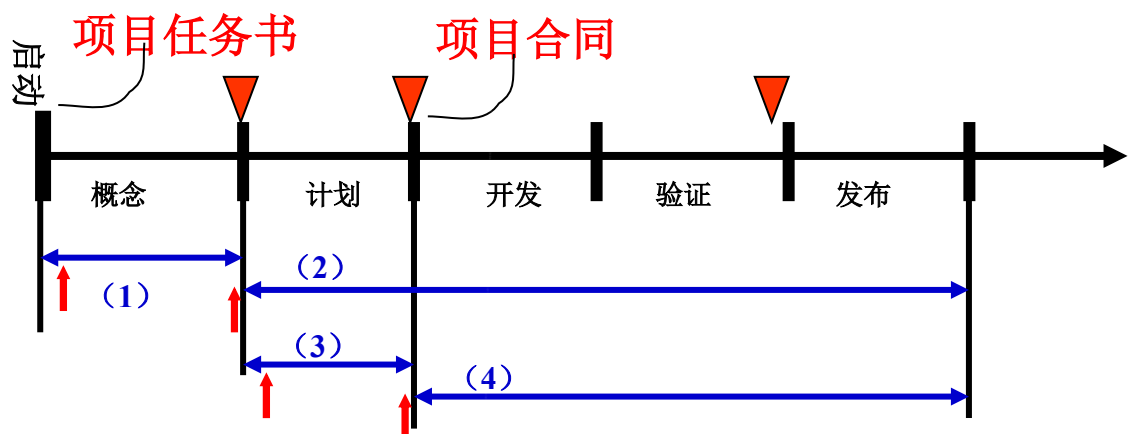 项目任务书
项目合同
启动
概念
计划
开发
验证
发布
（1）
（2）
（3）
（4）